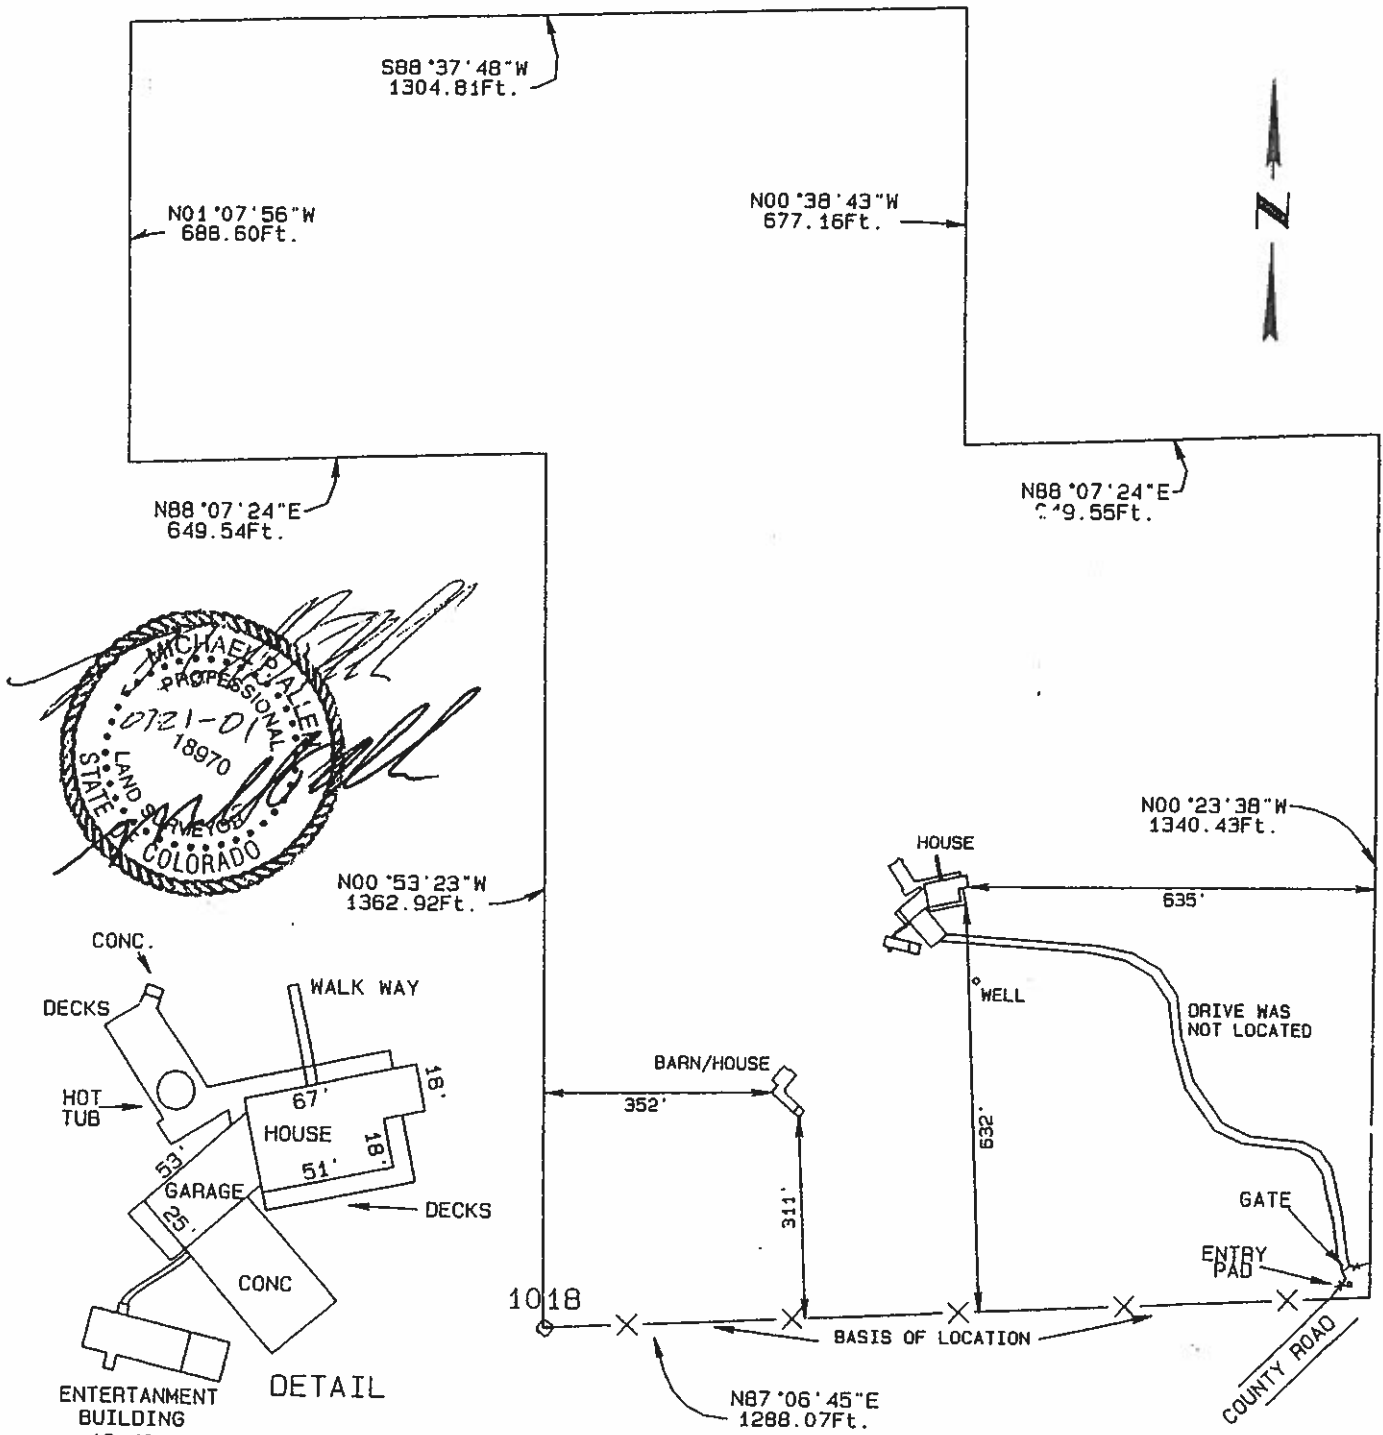 S88°37'48"W
1304.81Ft.
N01°07'56"W
688.60Ft.
N00°38'43"W
677.16Ft.
N
N88°07'24"E
649.54Ft.
N88°07'24"E
49.55Ft.
MICHAEL P. ALLEN
PROFESSIONAL
0721-01
18970
LAND SURVEYOR
STATE OF
COLORADO
N00°23'38"W
1340.43Ft.
HOUSE
N00°53'23"W
1362.92Ft.
635'
CONC.
DECKS
WALK WAY
WELL
DRIVE WAS
NOT LOCATED
BARN/HOUSE
HOT
TUB
67'
18'
352'
HOUSE
18'
632'
53'
51'
GARAGE
25'
DECKS
311'
GATE
ENTRY
PAD
CONC
1018
BASIS OF LOCATION
COUNTY ROAD
DETAIL
ENTERTANMENT
BUILDING
N87°06'45"E
1288.07Ft.